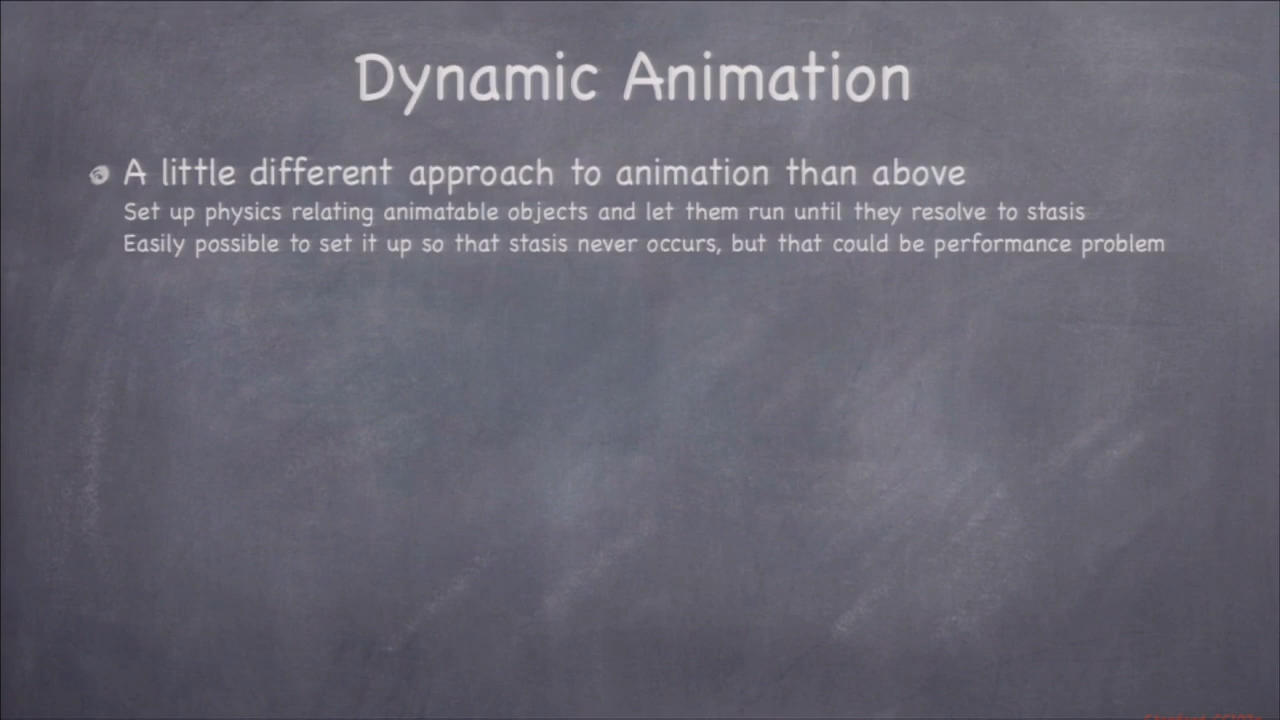 Dynamic Animation
A little different approach to animation than above
Set up physics relating animatable objects and let them run until they resolve to stasis
Easily possible to set it up so that stasis never occurs, but that could be performance problem